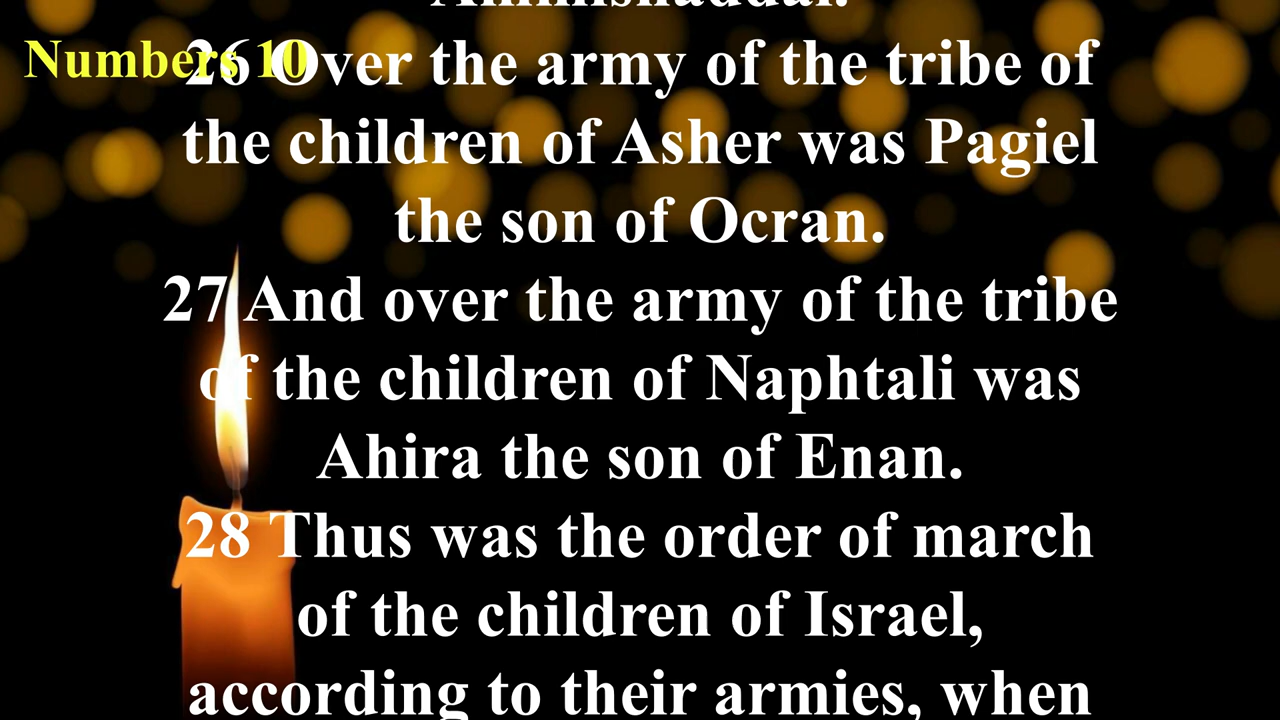 Ammishaddai.
Numbers 10
26 Over the army of the tribe of
the children of Asher was Pagiel
the son of Ocran.
27 And over the army of the tribe
of the children of Naphtali was
Ahira the son of Enan.
28 Thus was the order of march
of the children of Israel,
according to their armies, when